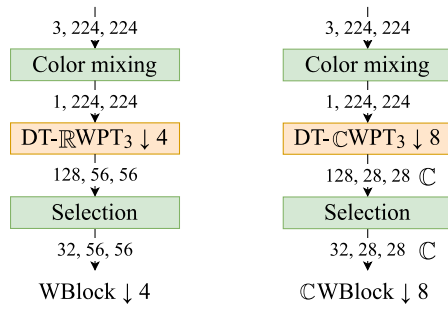 3, 224, 224
Color mixing
1, 224, 224
DT-ℝWPT₃ ↓ 4
128, 56, 56
Selection
32, 56, 56
WBlock ↓ 4
3, 224, 224
Color mixing
1, 224, 224
DT-ℂWPT₃ ↓ 8
128, 28, 28 ℂ
Selection
32, 28, 28 ℂ
ℂWBlock ↓ 8